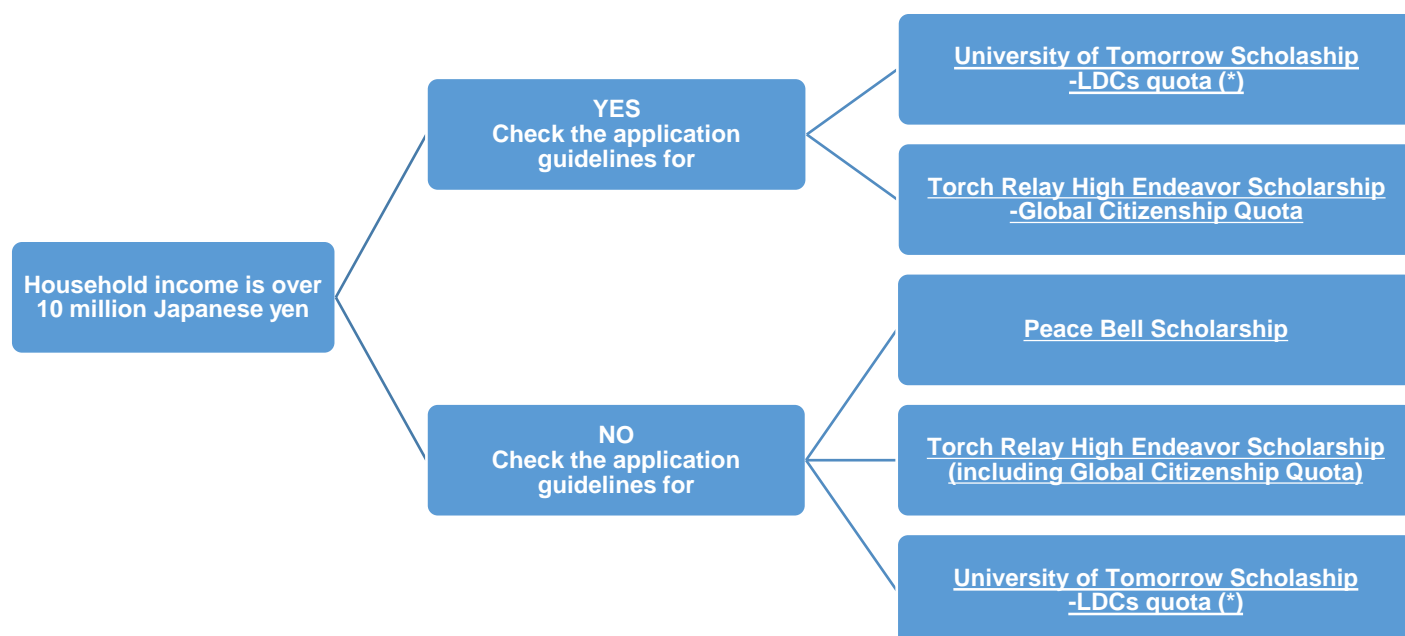 Household income is over
10 million Japanese yen
YES
Check the application
guidelines for
University of Tomorrow Scholaship
-LDCs quota (*)
Torch Relay High Endeavor Scholarship
-Global Citizenship Quota
NO
Check the application
guidelines for
Peace Bell Scholarship
Torch Relay High Endeavor Scholarship
(including Global Citizenship Quota)
University of Tomorrow Scholaship
-LDCs quota (*)